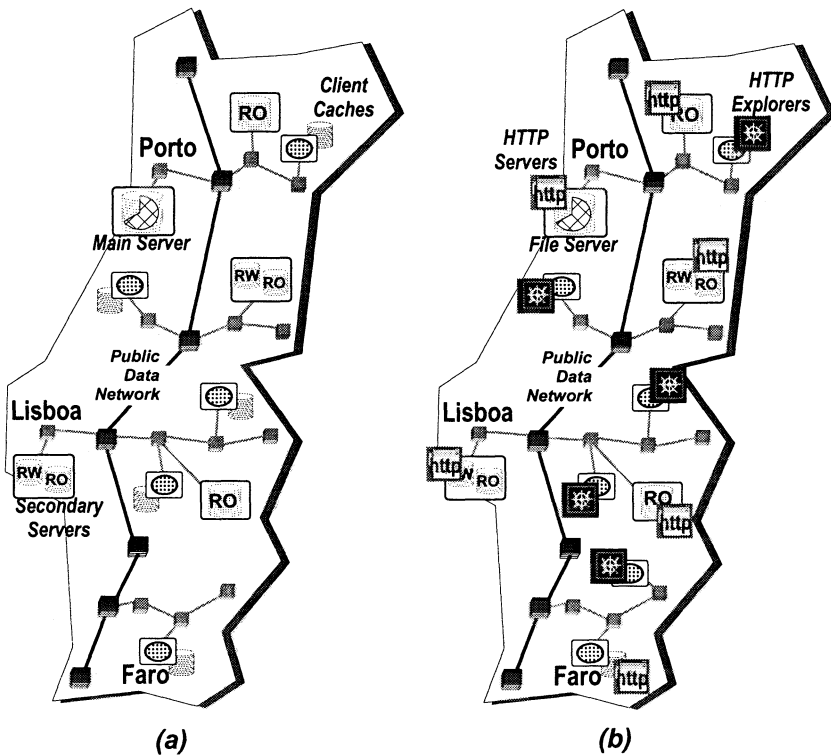 Client
Caches
RO
Porto
Main Server
RW
RO
Public
Data
Network
Lisboa
RW
RO
Secondary
Servers
RO
Faro
(a)
http
RO
HTTP
Explorers
HTTP
Servers
Porto
http
File Server
http
RW
RO
Public
Data
Network
Lisboa
http
W
RO
RO
http
Faro
http
(b)